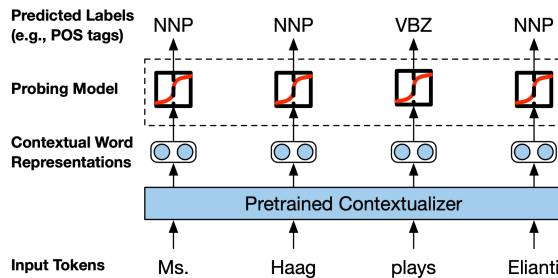 Predicted Labels
(e.g., POS tags)
NNP NNP VBZ NNP
Probing Model
Contextual Word
Representations
Pretrained Contextualizer
Input Tokens Ms. Haag plays Elianti